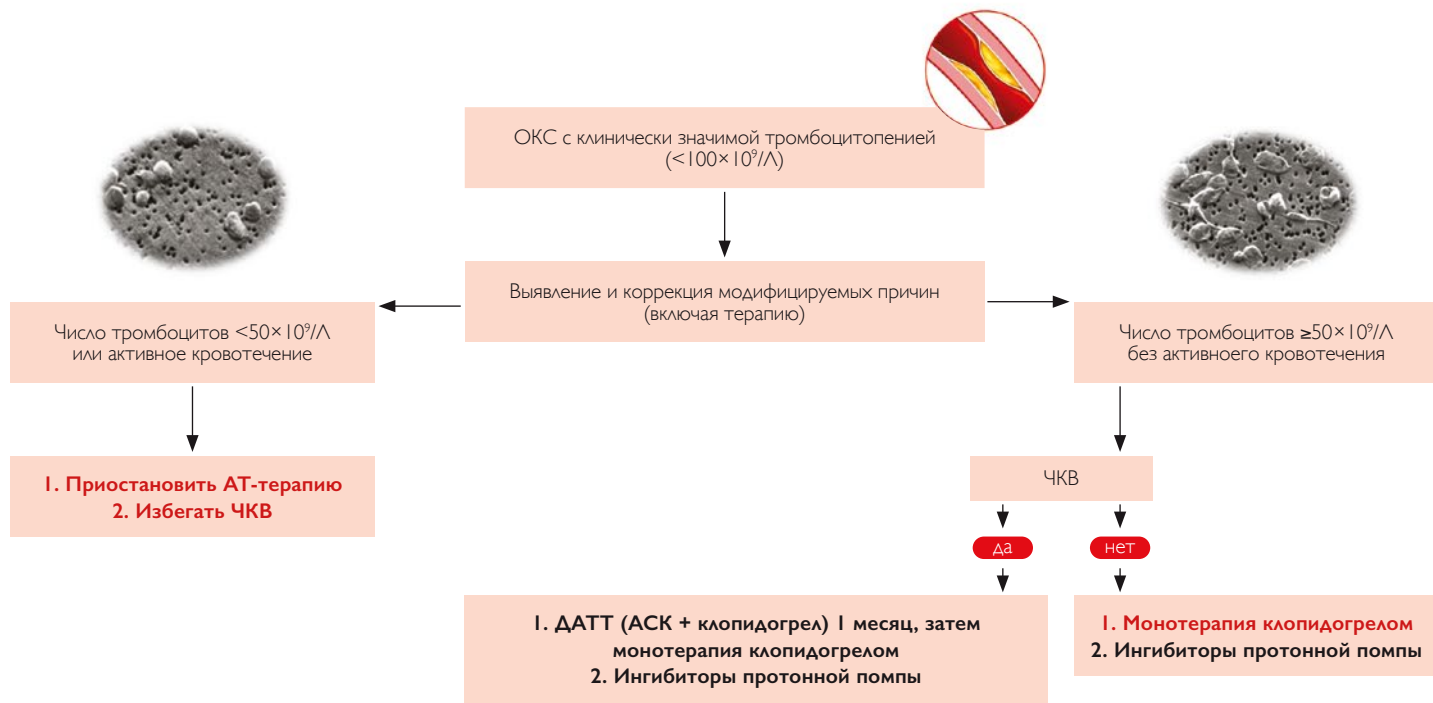 ОКС с клинически значимой тромбоцитопенией
(<100×10⁹/Л)
Выявление и коррекция модифицируемых причин
(включая терапию)
Число тромбоцитов <50×10⁹/Л
или активное кровотечение
Число тромбоцитов ≥50×10⁹/Л
без активноего кровотечения
1. Приостановить АТ-терапию
2. Избегать ЧКВ
ЧКВ
да
нет
1. ДАТТ (АСК + клопидогрел) 1 месяц, затем
монотерапия клопидогрелом
2. Ингибиторы протонной помпы
1. Монотерапия клопидогрелом
2. Ингибиторы протонной помпы